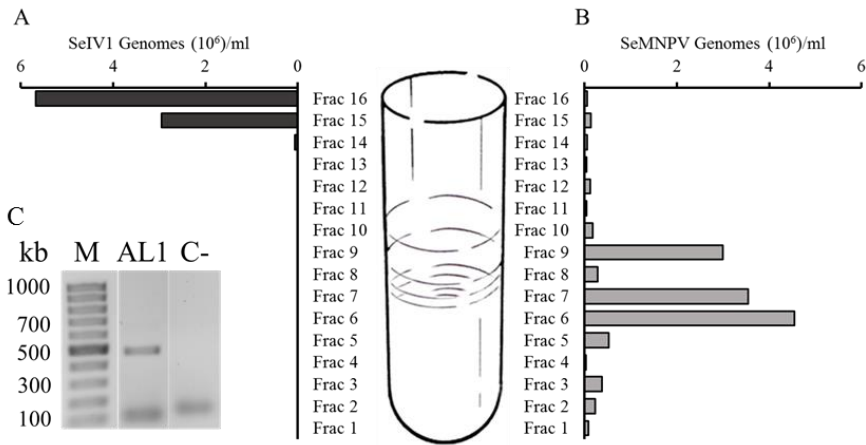 A
SeIV1 Genomes (10⁶)/ml
6 4 2 0
Frac 16
Frac 15
Frac 14
Frac 13
Frac 12
Frac 11
Frac 10
Frac 9
Frac 8
Frac 7
Frac 6
Frac 5
Frac 4
Frac 3
Frac 2
Frac 1
B
SeMNPV Genomes (10⁶)/ml
0 2 4 6
Frac 16
Frac 15
Frac 14
Frac 13
Frac 12
Frac 11
Frac 10
Frac 9
Frac 8
Frac 7
Frac 6
Frac 5
Frac 4
Frac 3
Frac 2
Frac 1
C
kb M AL1 C-
1000
700
500
300
100